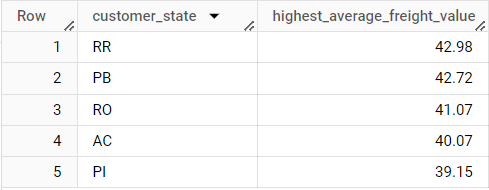 Row customer_state highest_average_freight_value
1 RR 42.98
2 PB 42.72
3 RO 41.07
4 AC 40.07
5 PI 39.15